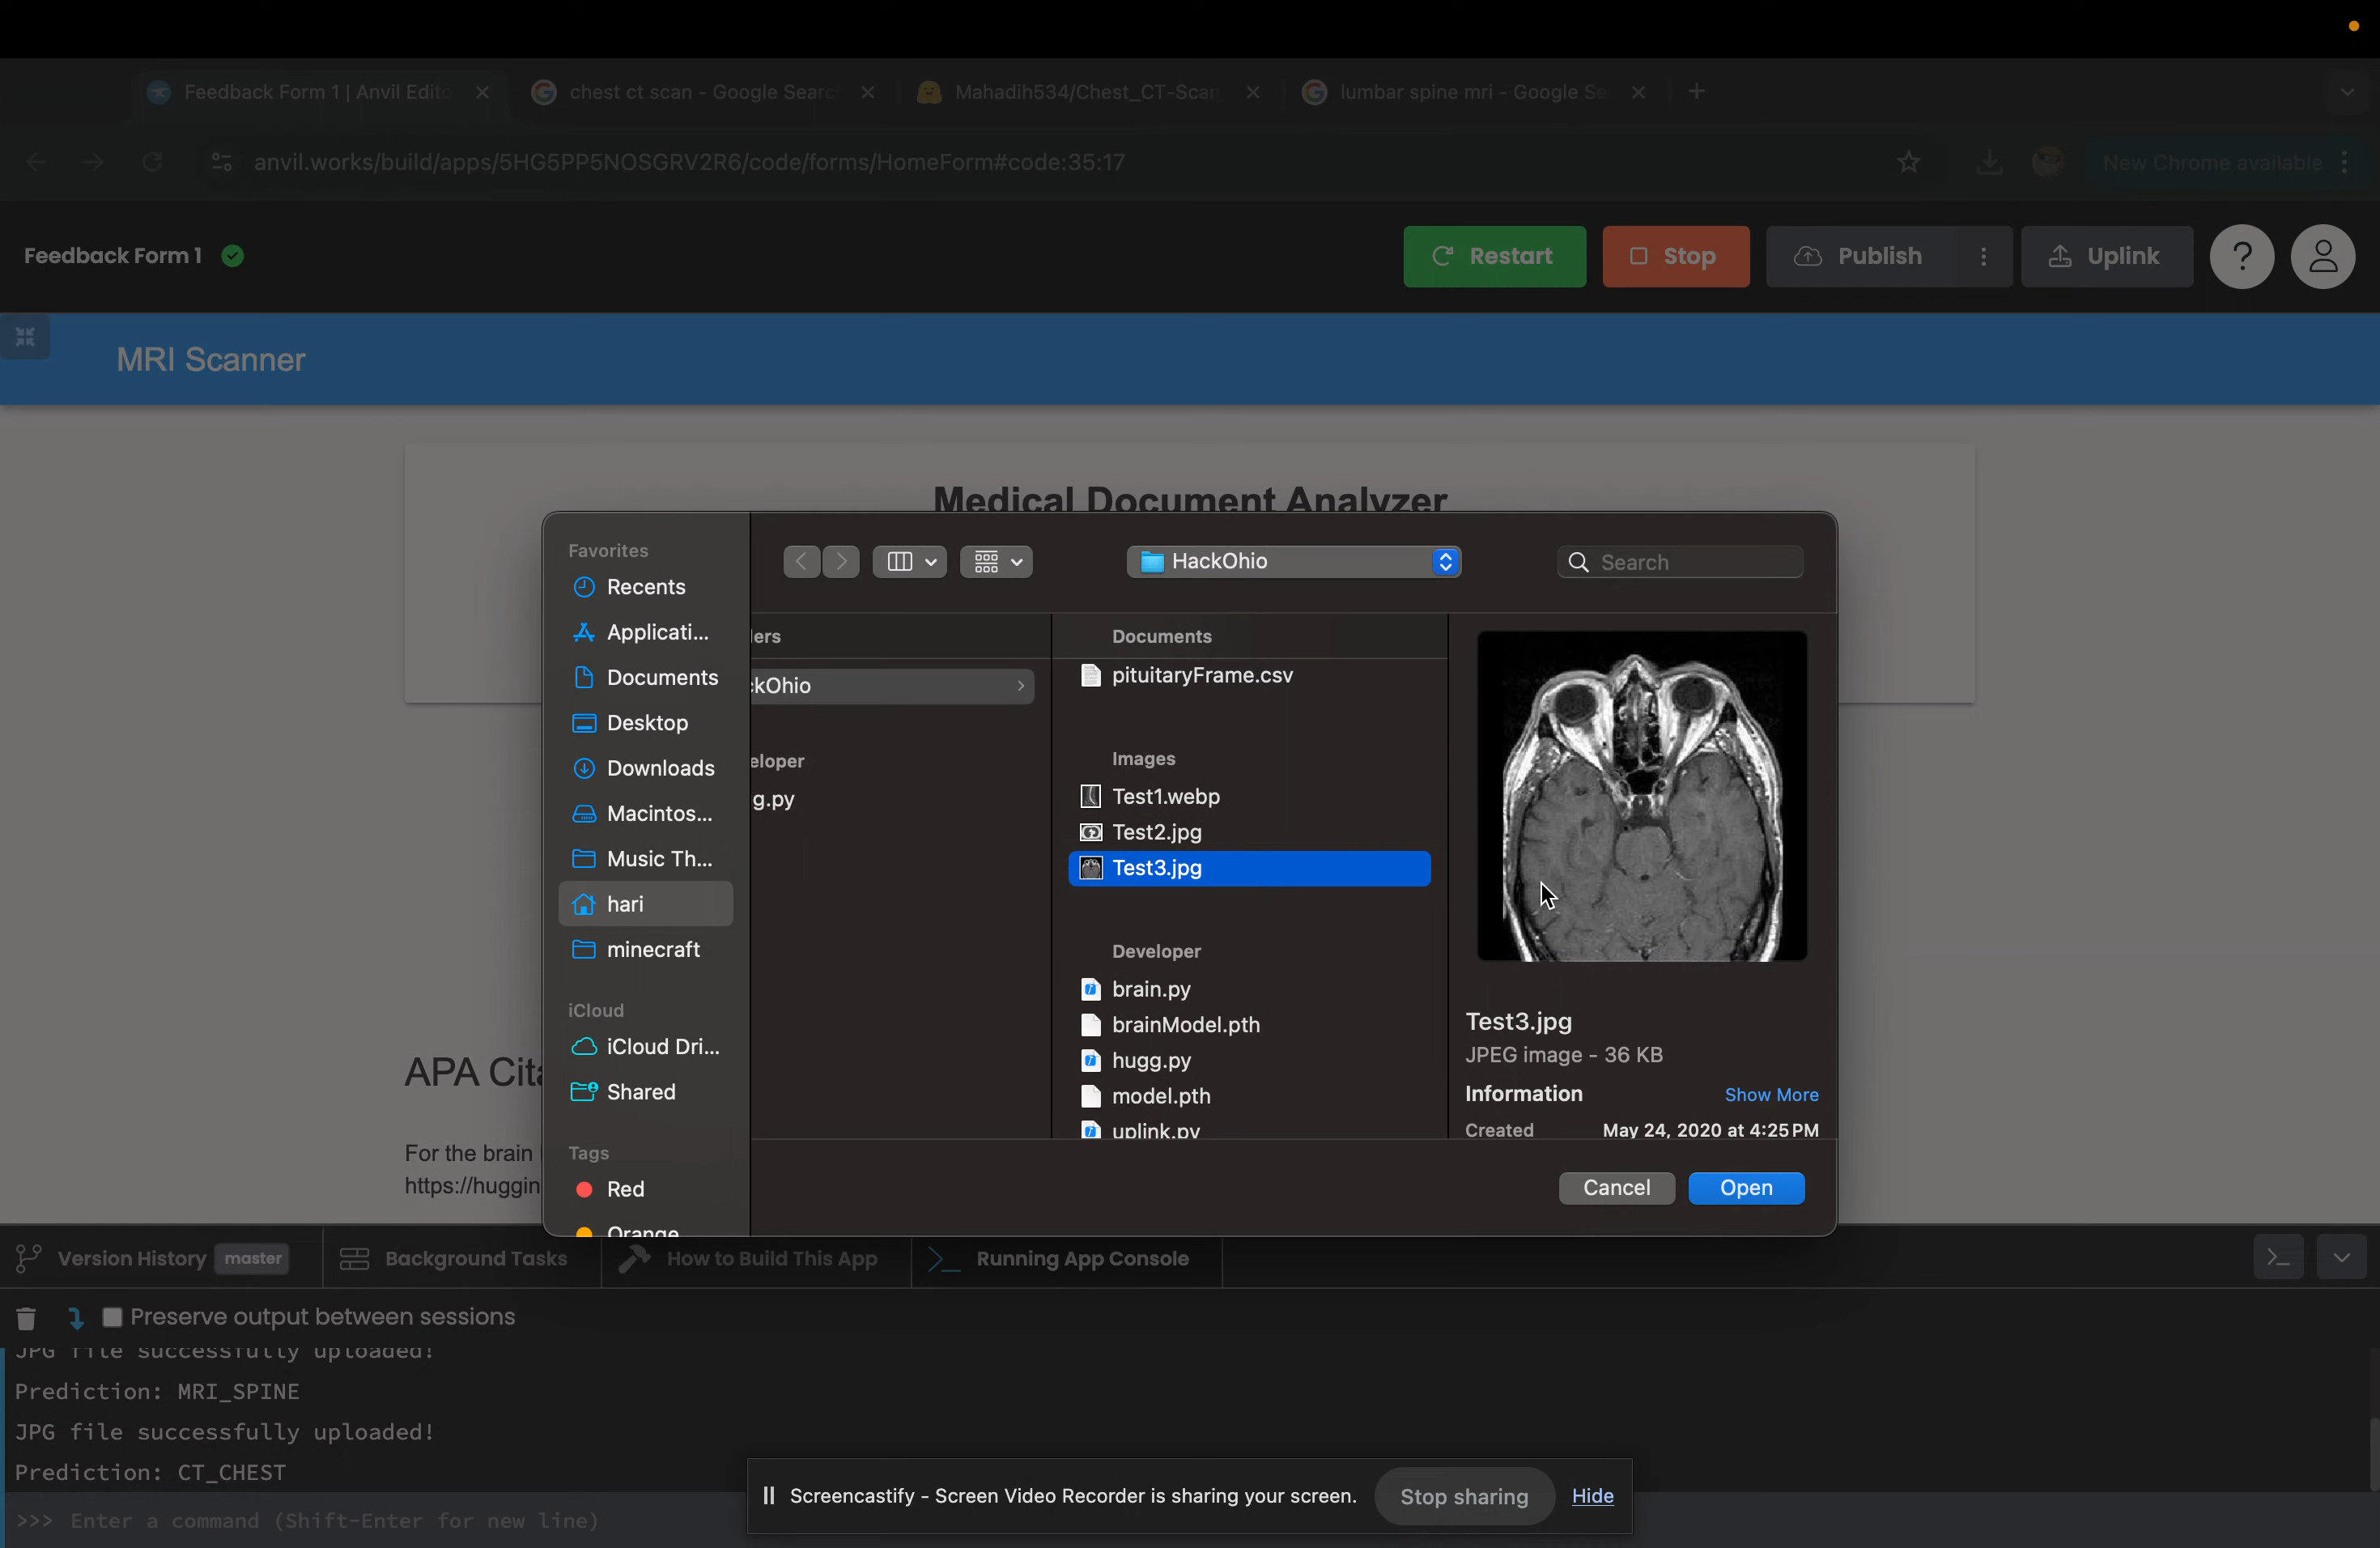 Feedback Form 1 | Anvil Edito
chest ct scan - Google Search
Mahadih534/Chest_CT-Scan
lumbar spine mri - Google Se
anvil.works/build/apps/5HG5PP5NOSGRV2R6/code/forms/HomeForm#code:35:17
New Chrome available
Feedback Form 1
Restart
Stop
Publish
Uplink
?
MRI Scanner
Medical Document Analyzer
Favorites
Recents
Applicati...
Documents
Desktop
Downloads
Macintos...
Music Th...
hari
minecraft
iCloud
iCloud Dri...
Shared
Tags
Red
Orange
HackOhio
Search
lers
ckOhio
eloper
g.py
Documents
pituitaryFrame.csv
Images
Test1.webp
Test2.jpg
Test3.jpg
Developer
brain.py
brainModel.pth
hugg.py
model.pth
uplink.py
Test3.jpg
JPEG image - 36 KB
Information
Show More
Created
May 24, 2020 at 4:25 PM
Cancel
Open
APA Cit
For the brain
https://huggin
Version History
master
Background Tasks
How to Build This App
Running App Console
Preserve output between sessions
JPG file successfully uploaded!
Prediction: MRI_SPINE
JPG file successfully uploaded!
Prediction: CT_CHEST
>>> Enter a command (Shift-Enter for new line)
Screencastify - Screen Video Recorder is sharing your screen.
Stop sharing
Hide